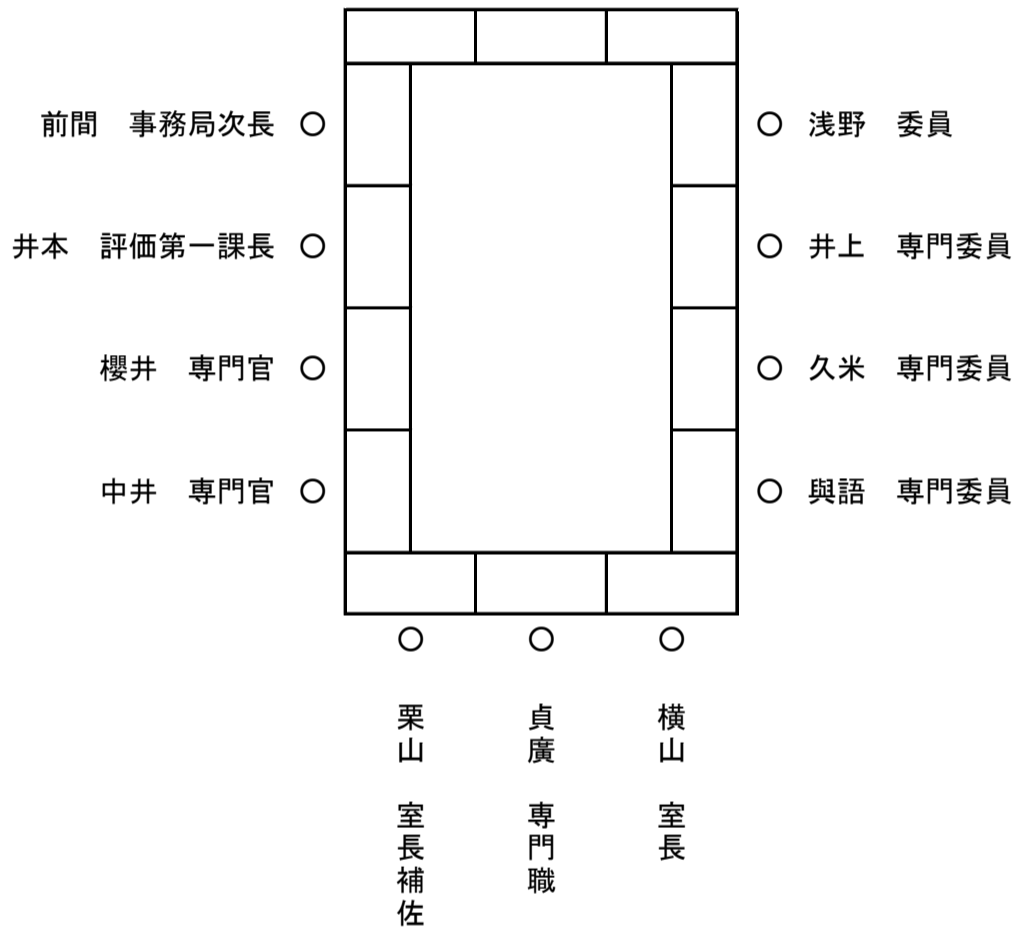 前間　事務局次長 ○
○ 浅野　委員
井本　評価第一課長 ○
○ 井上　専門委員
櫻井　専門官 ○
○ 久米　専門委員
中井　専門官 ○
○ 與語　専門委員
○ 栗山　室長補佐
○ 貞廣　専門職
○ 横山　室長